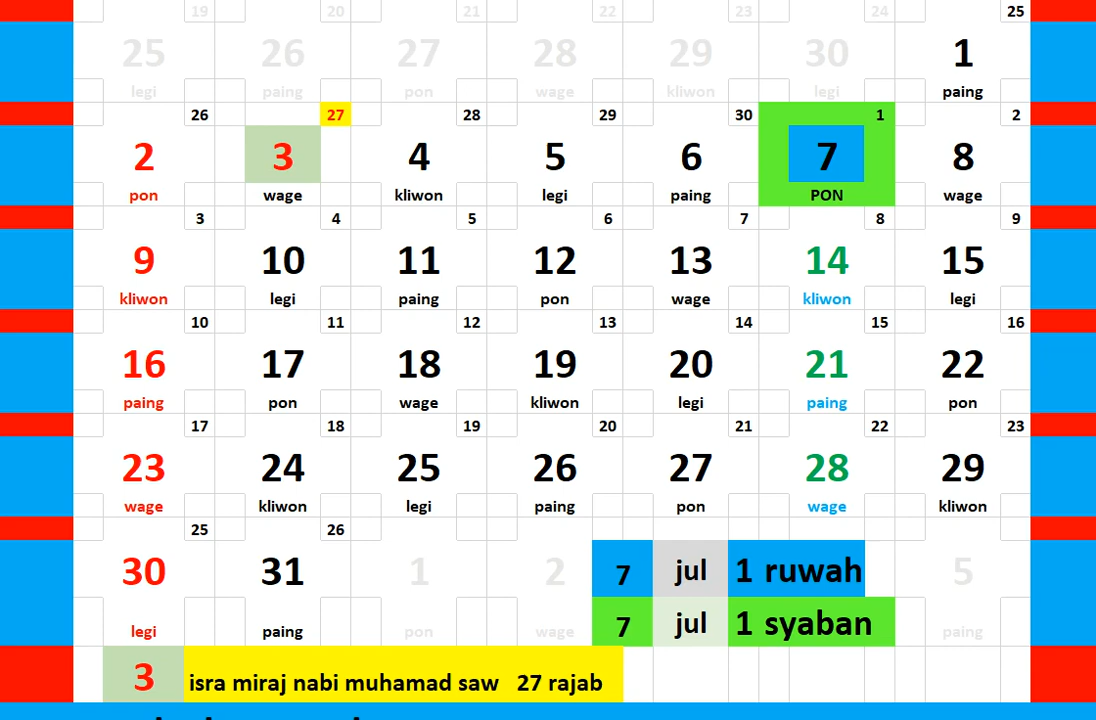 19 20 21 22 23 24 25
25 26 27 28 29 30 1
legi paing pon wage kliwon legi paing
26 27 28 29 30 1 2
2 3 4 5 6 7 8
pon wage kliwon legi paing PON wage
3 4 5 6 7 8 9
9 10 11 12 13 14 15
kliwon legi paing pon wage kliwon legi
10 11 12 13 14 15 16
16 17 18 19 20 21 22
paing pon wage kliwon legi paing pon
17 18 19 20 21 22 23
23 24 25 26 27 28 29
wage kliwon legi paing pon wage kliwon
25 26
30 31 1 2 7 jul 1 ruwah 5
legi paing pon wage 7 jul 1 syaban paing
3 isra miraj nabi muhamad saw 27 rajab